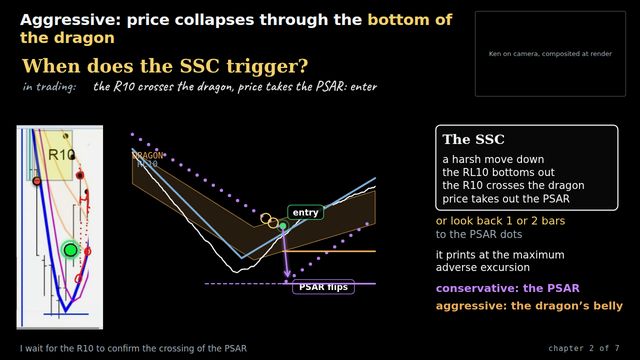 Aggressive: price collapses through the bottom of
the dragon
Ken on camera, composited at render
When does the SSC trigger?
in trading: the R10 crosses the dragon, price takes the PSAR: enter
R10
DRAGON
RL10
entry
PSAR flips
The SSC
a harsh move down
the RL10 bottoms out
the R10 crosses the dragon
price takes out the PSAR
or look back 1 or 2 bars
to the PSAR dots
it prints at the maximum
adverse excursion
conservative: the PSAR
aggressive: the dragon's belly
I wait for the R10 to confirm the crossing of the PSAR
chapter 2 of 7